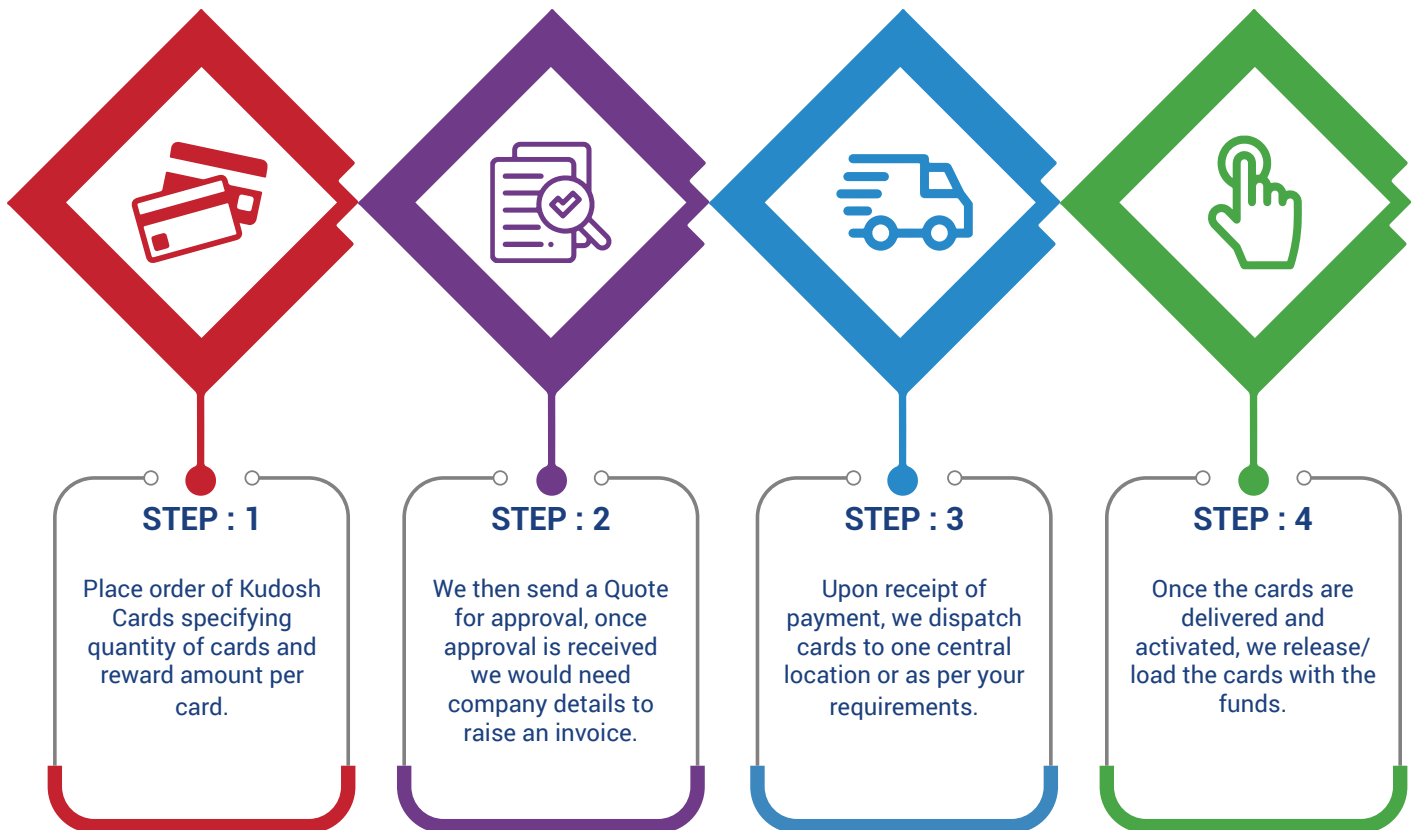 STEP : 1
Place order of Kudosh
Cards specifying
quantity of cards and
reward amount per
card.
STEP : 2
We then send a Quote
for approval, once
approval is received
we would need
company details to
raise an invoice.
STEP : 3
Upon receipt of
payment, we dispatch
cards to one central
location or as per your
requirements.
STEP : 4
Once the cards are
delivered and
activated, we release/
load the cards with the
funds.